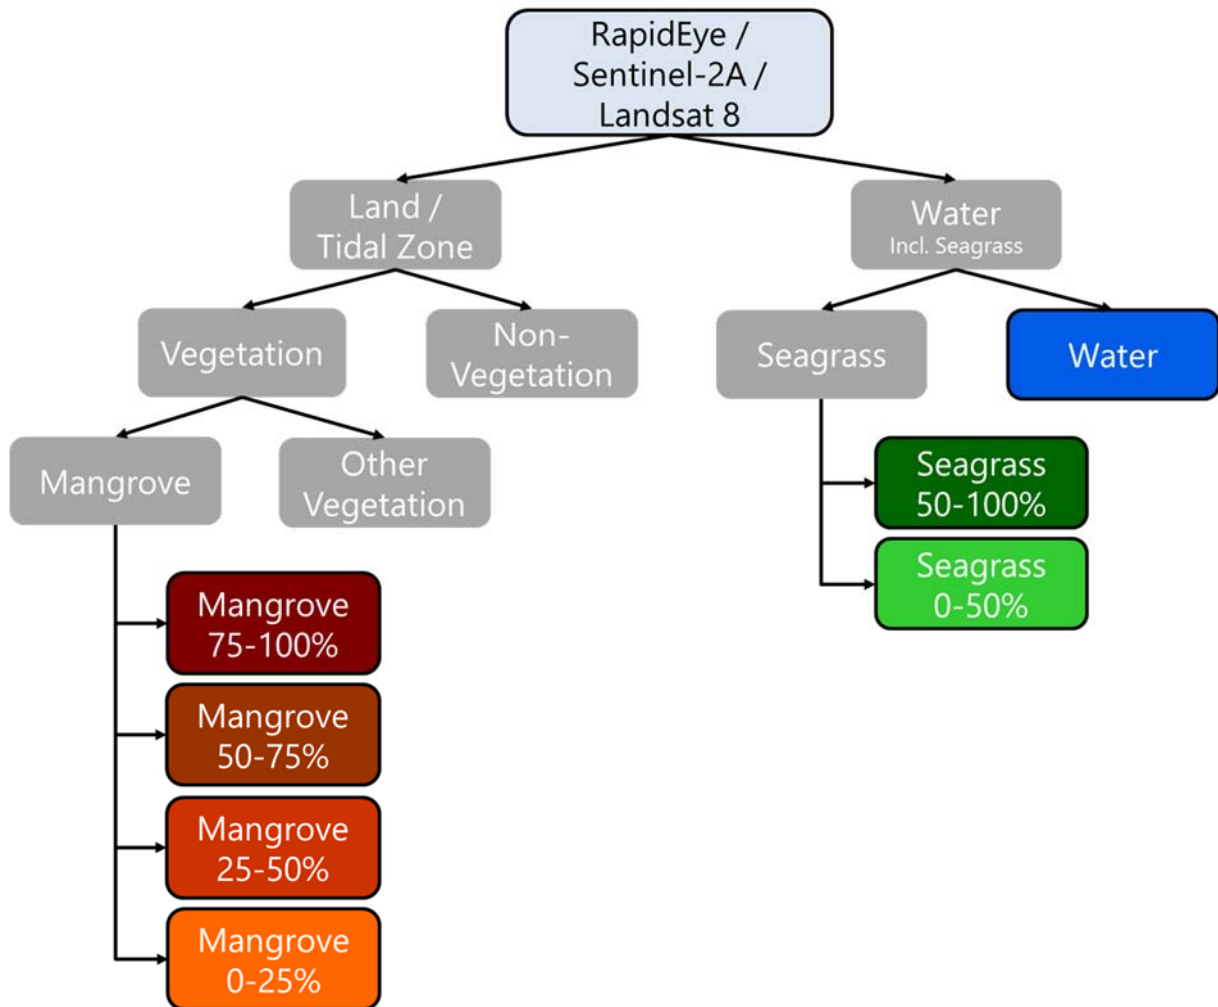 RapidEye /
Sentinel-2A /
Landsat 8
Land /
Tidal Zone
Water
Incl. Seagrass
Vegetation
Non-
Vegetation
Seagrass
Water
Mangrove
Other
Vegetation
Seagrass
50-100%
Seagrass
0-50%
Mangrove
75-100%
Mangrove
50-75%
Mangrove
25-50%
Mangrove
0-25%